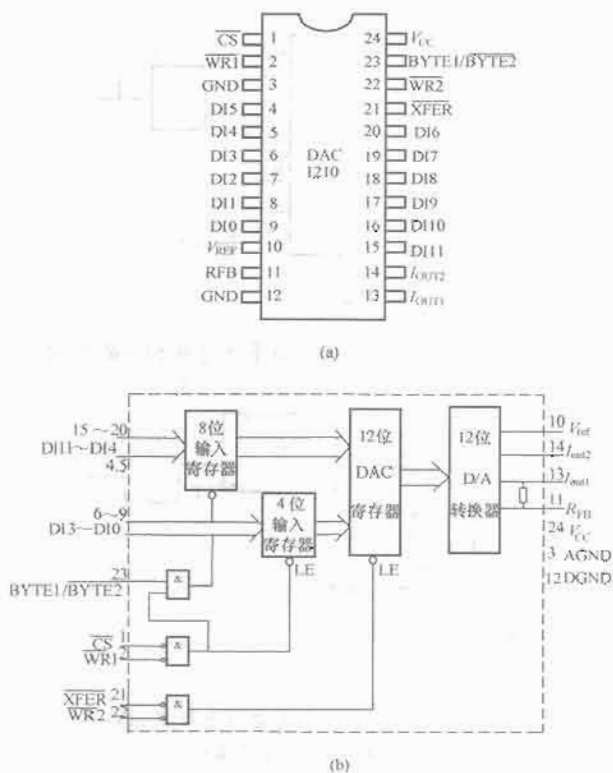 CS 1 24 VCC
WR1 2 23 BYTE1/BYTE2
GND 3 22 WR2
DI5 4 21 XFER
DI4 5 20 DI6
DI3 6 DAC 19 DI7
DI2 7 1210 18 DI8
DI1 8 17 DI9
DI0 9 16 DI10
VREF 10 15 DI11
RFB 11 14 IOUT2
GND 12 13 IOUT1
(a)
15～20
DI11～DI4
4.5
8位
输入
寄存器
6～9
DI3～DI0
4位
输入
寄存器
LE
12位
DAC
寄存器
LE
12位
D/A
转换器
10 Vref
14 Iout2
13 Iout1
11 RFB
24 VCC
3 AGND
12 DGND
23
BYTE1/BYTE2
&
CS 1
WR1 2
&
XFER 21
WR2 22
&
(b)